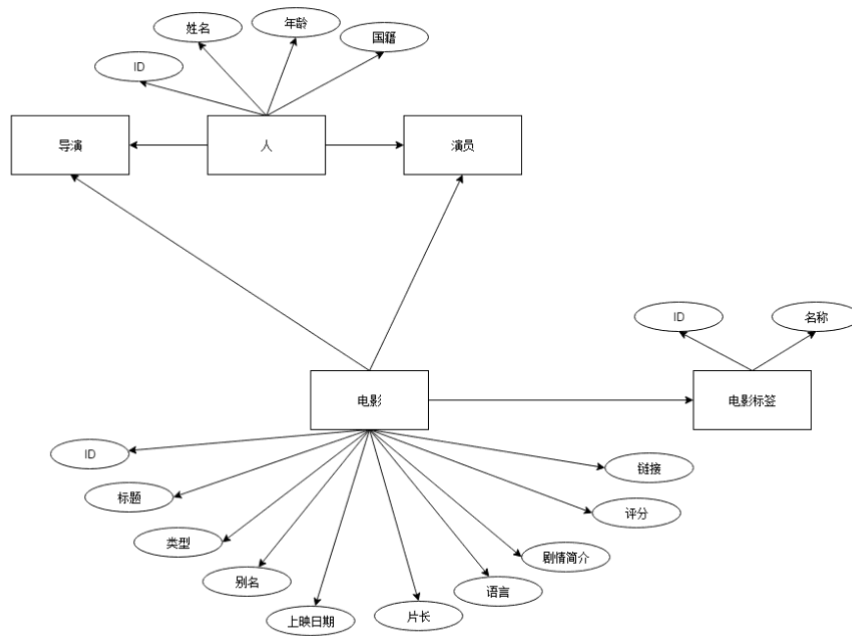 姓名
年龄
国籍
ID
导演
人
演员
ID
名称
电影
电影标签
ID
标题
类型
别名
上映日期
片长
语言
剧情简介
评分
链接